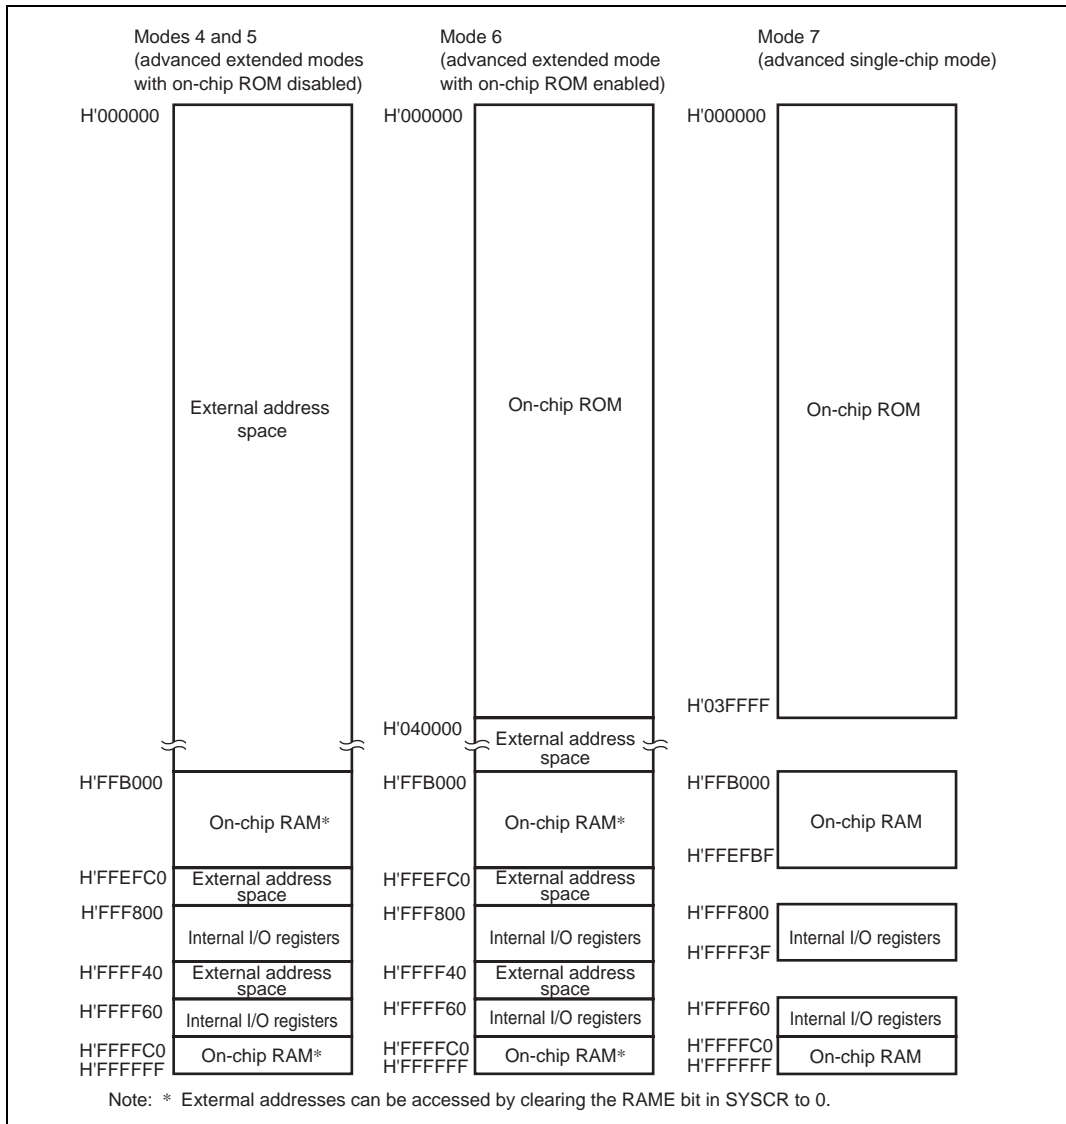 Modes 4 and 5
(advanced extended modes
with on-chip ROM disabled)
H'000000
External address
space
H'FFB000
On-chip RAM*
H'FFEFC0
External address
space
H'FFF800
Internal I/O registers
H'FFFF40
External address
space
H'FFFF60
Internal I/O registers
H'FFFFC0
On-chip RAM*
H'FFFFFF
Mode 6
(advanced extended mode
with on-chip ROM enabled)
H'000000
On-chip ROM
H'040000
External address
space
H'FFB000
On-chip RAM*
H'FFEFC0
External address
space
H'FFF800
Internal I/O registers
H'FFFF40
External address
space
H'FFFF60
Internal I/O registers
H'FFFFC0
On-chip RAM*
H'FFFFFF
Mode 7
(advanced single-chip mode)
H'000000
On-chip ROM
H'03FFFF
H'FFB000
On-chip RAM
H'FFEFBF
H'FFF800
Internal I/O registers
H'FFFF3F
H'FFFF60
Internal I/O registers
H'FFFFC0
On-chip RAM
H'FFFFFF
Note: * Extermal addresses can be accessed by clearing the RAME bit in SYSCR to 0.